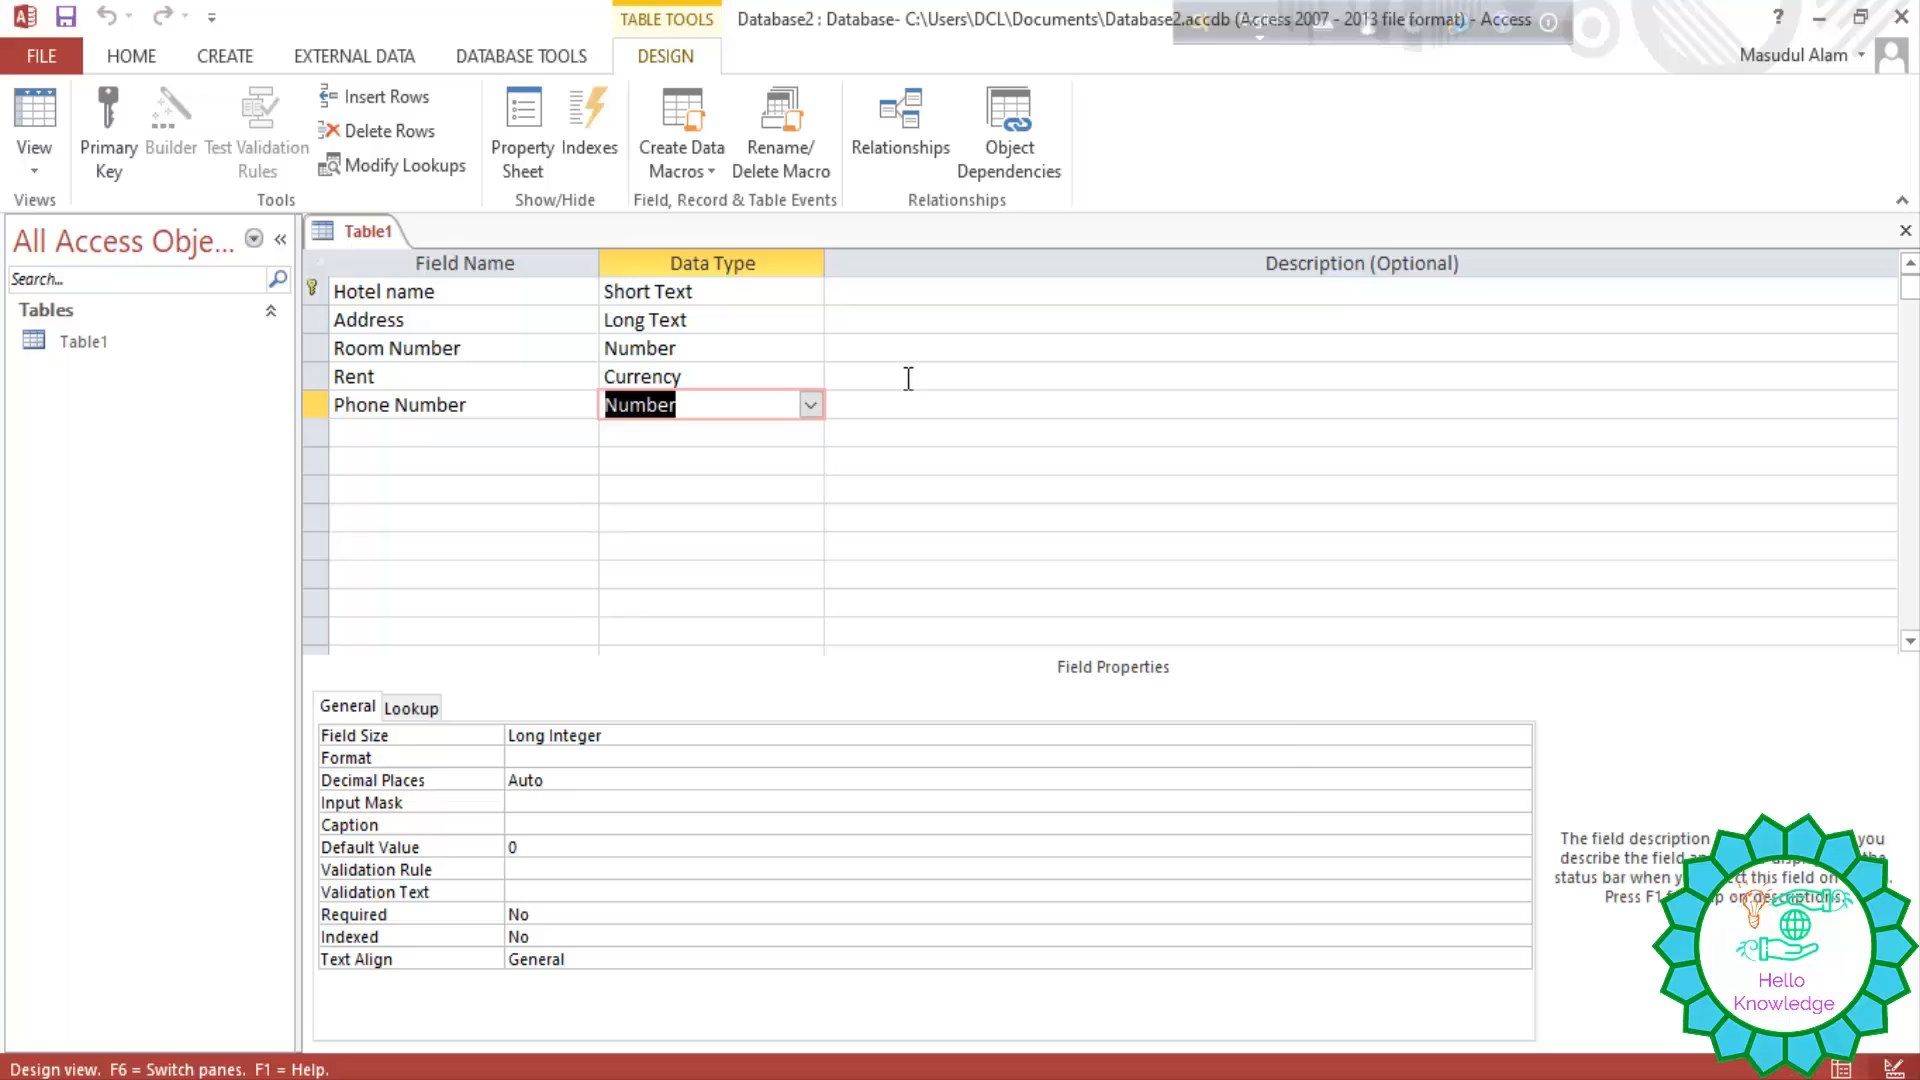 TABLE TOOLS
Database2 : Database- C:\Users\DCL\Documents\Database2.accdb (Access 2007 - 2013 file format) - Access
?
FILE
HOME
CREATE
EXTERNAL DATA
DATABASE TOOLS
DESIGN
Masudul Alam
View
Primary Key
Builder
Test Validation Rules
Insert Rows
Delete Rows
Modify Lookups
Property Sheet
Indexes
Create Data Macros
Rename/ Delete Macro
Relationships
Object Dependencies
Views
Tools
Show/Hide
Field, Record & Table Events
Relationships
All Access Obje...
Search...
Tables
Table1
Table1
Field Name Data Type Description (Optional)
Hotel name Short Text
Address Long Text
Room Number Number
Rent Currency
Phone Number Number
Field Properties
General Lookup
Field Size Long Integer
Format
Decimal Places Auto
Input Mask
Caption
Default Value 0
Validation Rule
Validation Text
Required No
Indexed No
Text Align General
The field description you
describe the field
status bar when this field on
Press F1 on descriptions.
Hello
Knowledge
Design view. F6 = Switch panes. F1 = Help.